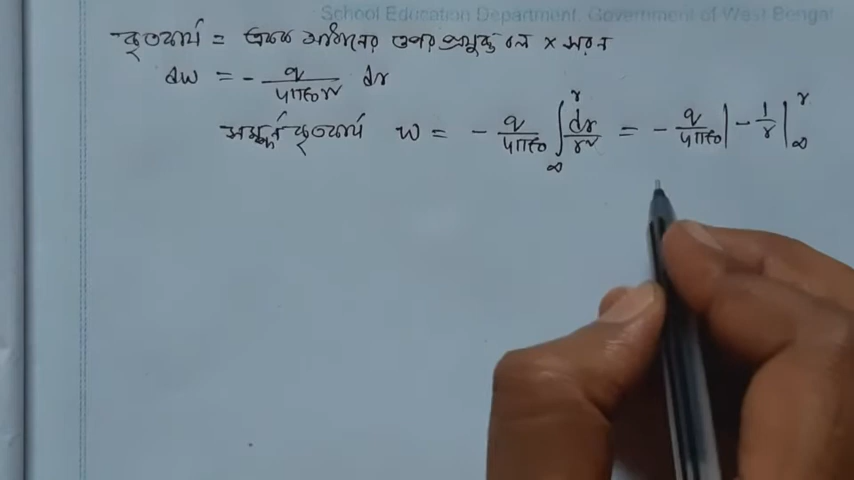 School Education Department. Government of West Bengal
কৃতকার্য = একক আধানের উপর প্রযুক্ত বল × সরণ
dw = - q/4πε₀r² dr
সম্পূর্ণ কৃতকার্য w = - q/4πε₀ ∫_∞^r dr/r² = - q/4πε₀ |- 1/r|_∞^r